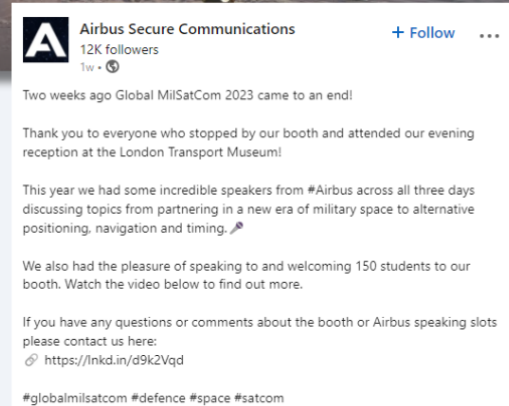 Airbus Secure Communications
+ Follow ...
12K followers
1w •
Two weeks ago Global MilSatCom 2023 came to an end!
Thank you to everyone who stopped by our booth and attended our evening
reception at the London Transport Museum!
This year we had some incredible speakers from #Airbus across all three days
discussing topics from partnering in a new era of military space to alternative
positioning, navigation and timing. 🎤
We also had the pleasure of speaking to and welcoming 150 students to our
booth. Watch the video below to find out more.
If you have any questions or comments about the booth or Airbus speaking slots
please contact us here:
🔗 https://lnkd.in/d9k2Vqd
#globalmilsatcom #defence #space #satcom